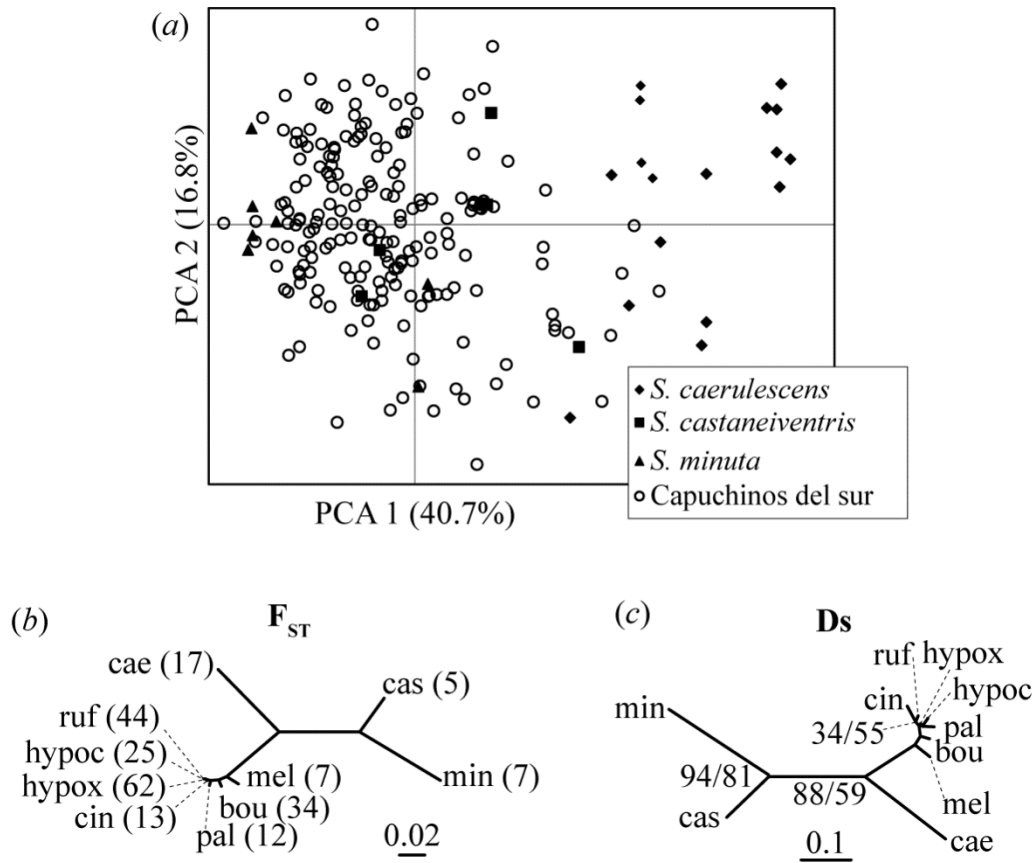 (a)
PCA 2 (16.8%)
PCA 1 (40.7%)
S. caerulescens
S. castaneiventris
S. minuta
Capuchinos del sur
(b)
F_ST
cae (17)
cas (5)
ruf (44)
hypoc (25)
hypox (62)
cin (13)
pal (12)
bou (34)
mel (7)
min (7)
0.02
(c)
Ds
ruf hypox
cin
hypoc
min
34/55
pal
bou
94/81
88/59
mel
cas
cae
0.1